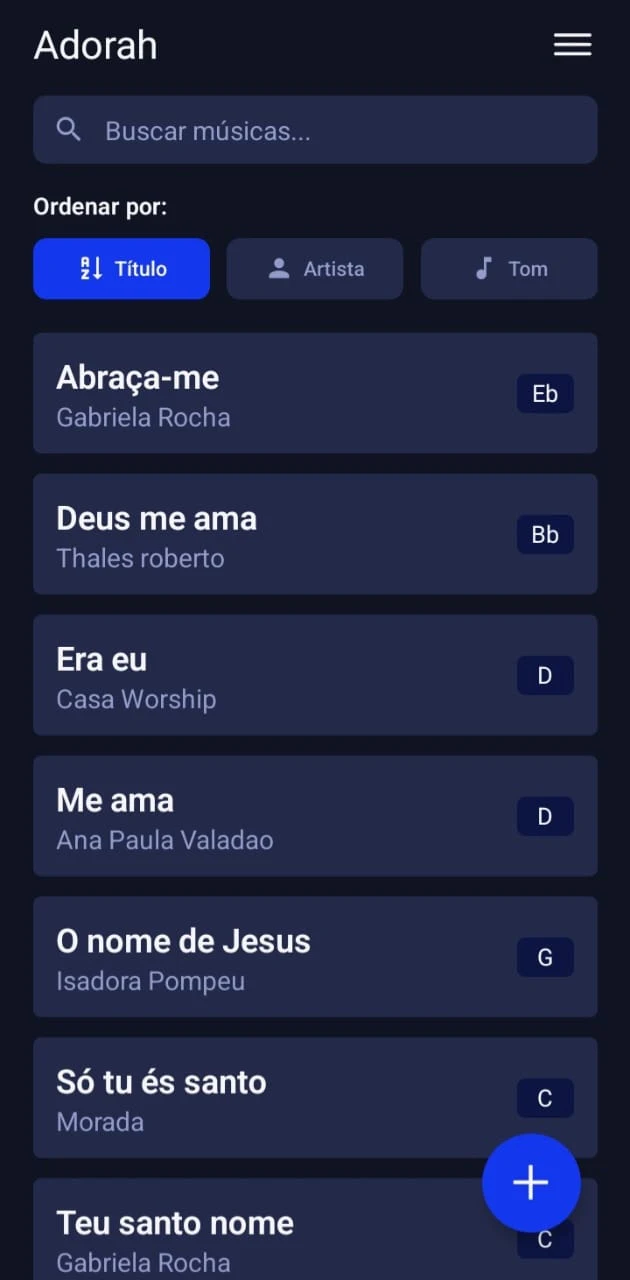 Adorah
Buscar músicas...
Ordenar por:
Título
Artista
Tom
Abraça-me
Gabriela Rocha
Eb
Deus me ama
Thales roberto
Bb
Era eu
Casa Worship
D
Me ama
Ana Paula Valadao
D
O nome de Jesus
Isadora Pompeu
G
Só tu és santo
Morada
C
Teu santo nome
Gabriela Rocha
C